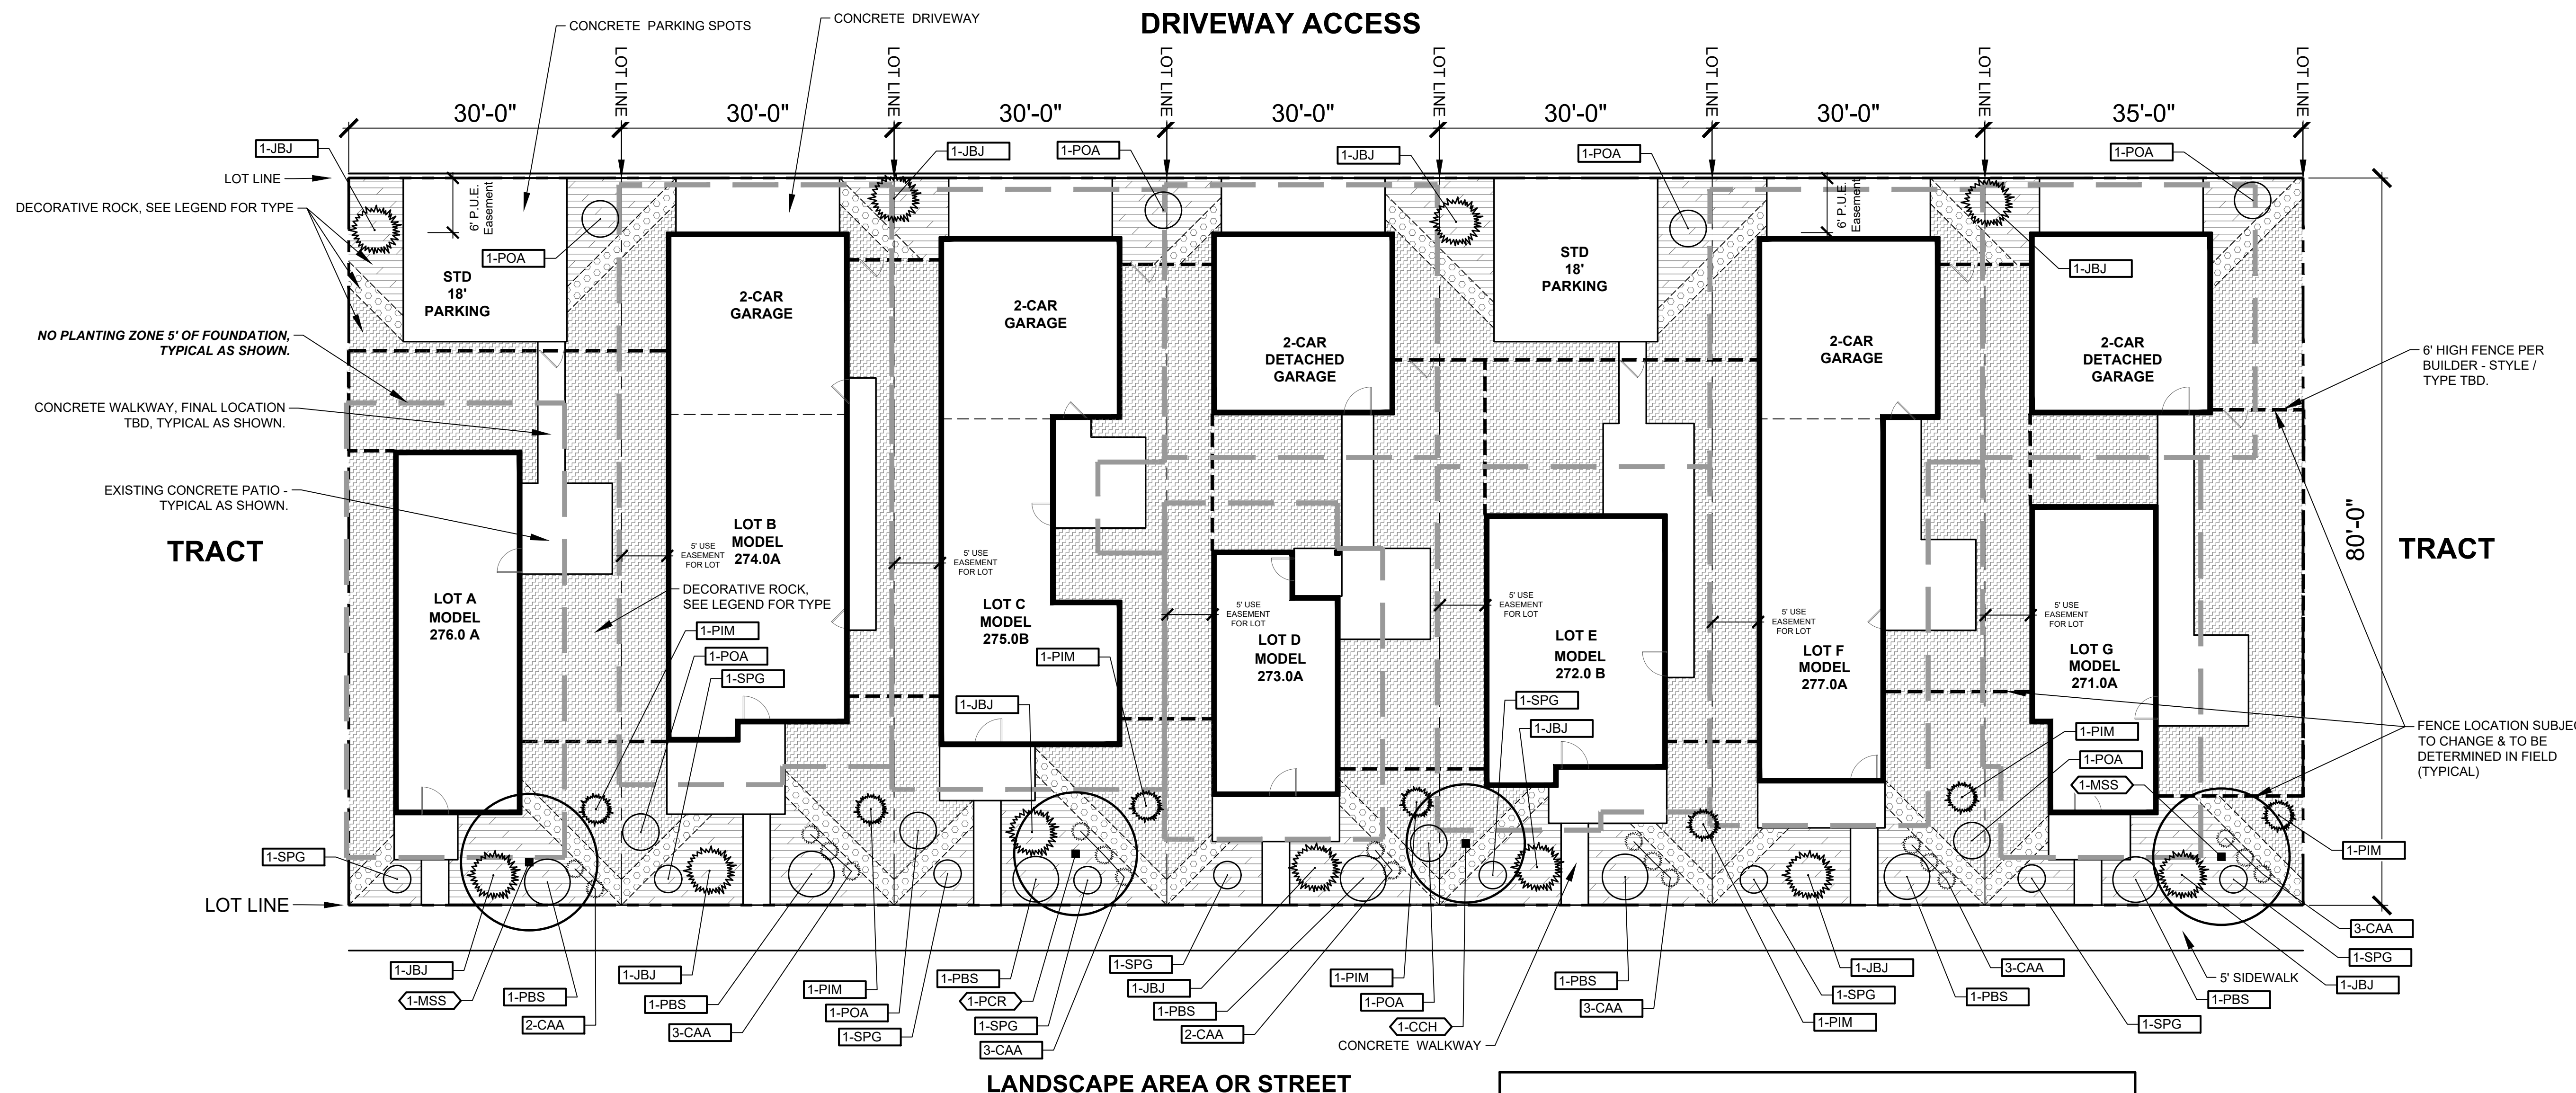 DRIVEWAY ACCESS
CONCRETE DRIVEWAY
CONCRETE PARKING SPOTS
LOT LINE
LOT LINE
LOT LINE
LOT LINE
LOT LINE
LOT LINE
LOT LINE
30'-0"
30'-0"
30'-0"
30'-0"
30'-0"
30'-0"
35'-0"
1-JBJ
1-JBJ
1-POA
1-JBJ
1-POA
1-POA
LOT LINE
DECORATIVE ROCK, SEE LEGEND FOR TYPE
6' P.U.E.
Easement
6' P.U.E.
Easement
1-POA
1-JBJ
STD
18'
PARKING
STD
18'
PARKING
2-CAR
GARAGE
2-CAR
GARAGE
2-CAR
DETACHED
GARAGE
2-CAR
GARAGE
2-CAR
DETACHED
GARAGE
NO PLANTING ZONE 5' OF FOUNDATION,
TYPICAL AS SHOWN.
6' HIGH FENCE PER
BUILDER - STYLE /
TYPE TBD.
CONCRETE WALKWAY, FINAL LOCATION
TBD, TYPICAL AS SHOWN.
EXISTING CONCRETE PATIO -
TYPICAL AS SHOWN.
TRACT
TRACT
80'-0"
LOT A
MODEL
276.0 A
LOT B
MODEL
274.0A
5' USE
EASEMENT
FOR LOT
DECORATIVE ROCK,
SEE LEGEND FOR TYPE
5' USE
EASEMENT
FOR LOT
LOT C
MODEL
275.0B
5' USE
EASEMENT
FOR LOT
LOT D
MODEL
273.0A
5' USE
EASEMENT
FOR LOT
LOT E
MODEL
272.0 B
5' USE
EASEMENT
FOR LOT
LOT F
MODEL
277.0A
5' USE
EASEMENT
FOR LOT
LOT G
MODEL
271.0A
1-PIM
1-POA
1-SPG
1-PIM
1-JBJ
1-SPG
1-JBJ
1-PIM
1-POA
1-MSS
FENCE LOCATION SUBJEC
TO CHANGE & TO BE
DETERMINED IN FIELD
(TYPICAL)
1-SPG
1-PIM
LOT LINE
3-CAA
1-SPG
1-JBJ
5' SIDEWALK
1-PBS
1-JBJ
1-MSS
1-PBS
2-CAA
1-JBJ
1-PBS
3-CAA
1-PIM
1-POA
1-SPG
1-PBS
1-PCR
1-SPG
3-CAA
1-SPG
1-JBJ
1-PBS
2-CAA
1-PIM
1-POA
1-CCH
CONCRETE WALKWAY
1-PBS
3-CAA
1-JBJ
1-SPG
1-PIM
3-CAA
1-PBS
1-SPG
LANDSCAPE AREA OR STREET